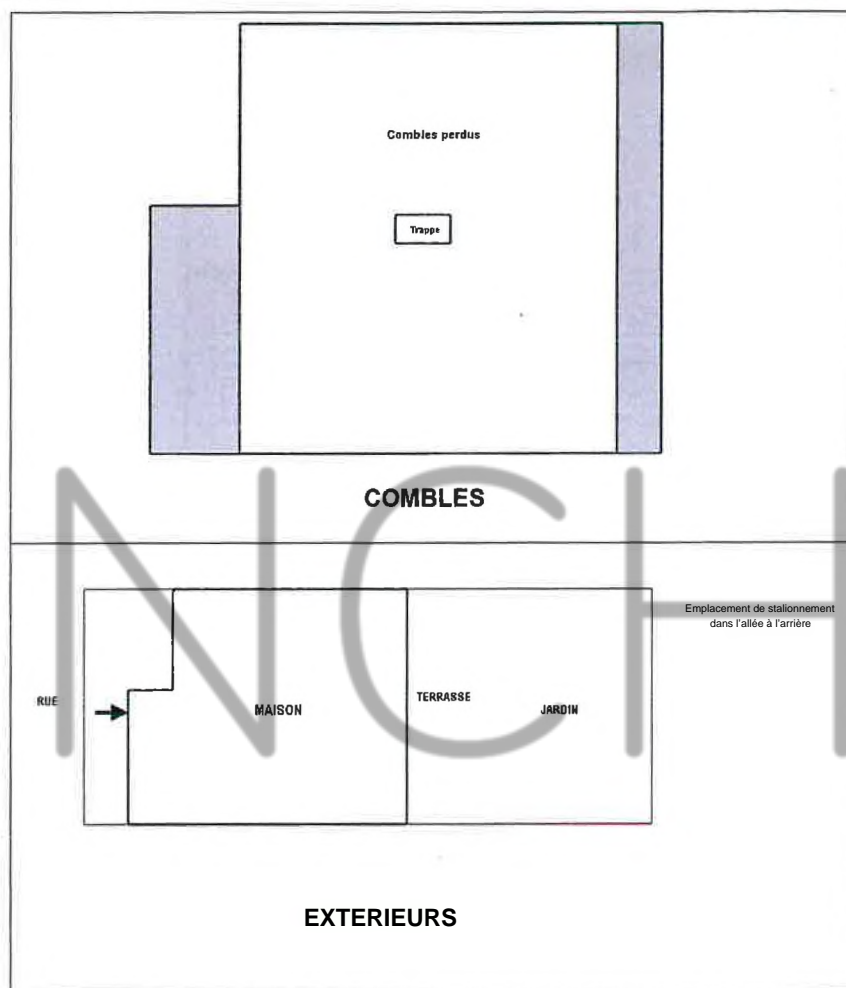 Combles perdus
Trappe
COMBLES
NCH
Emplacement de stalionnement
dans l'allée à l'arrière
RUE
MAISON
TERRASSE
JARDIN
EXTERIEURS